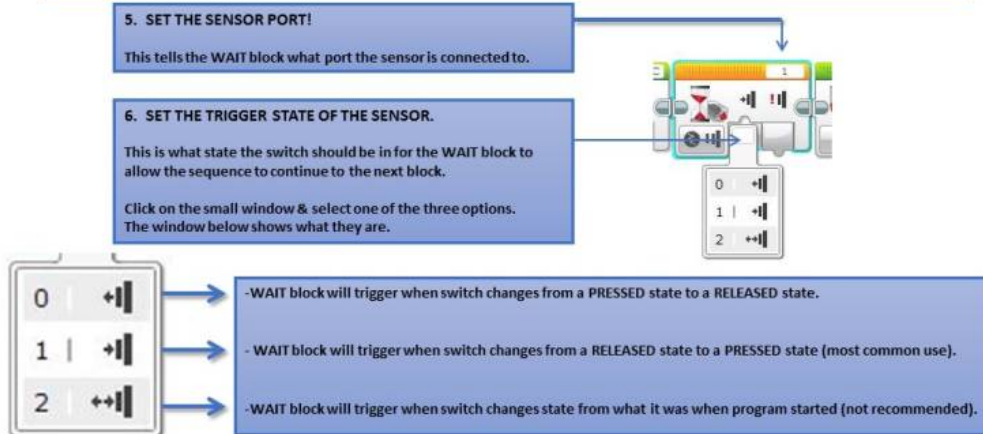 5. SET THE SENSOR PORT!
This tells the WAIT block what port the sensor is connected to.
1
6. SET THE TRIGGER STATE OF THE SENSOR.
This is what state the switch should be in for the WAIT block to
allow the sequence to continue to the next block.
Click on the small window & select one of the three options.
The window below shows what they are.
0
1
2
0
-WAIT block will trigger when switch changes from a PRESSED state to a RELEASED state.
1
- WAIT block will trigger when switch changes from a RELEASED state to a PRESSED state (most common use).
2
-WAIT block will trigger when switch changes state from what it was when program started (not recommended).